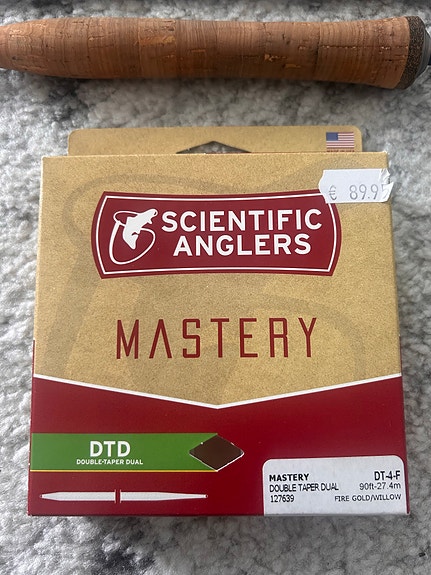 € 89.9
SCIENTIFIC
ANGLERS
MASTERY
DTD
DOUBLE-TAPER DUAL
MASTERY DT-4-F
DOUBLE TAPER DUAL 90ft-27.4m
127639 FIRE GOLD/WILLOW